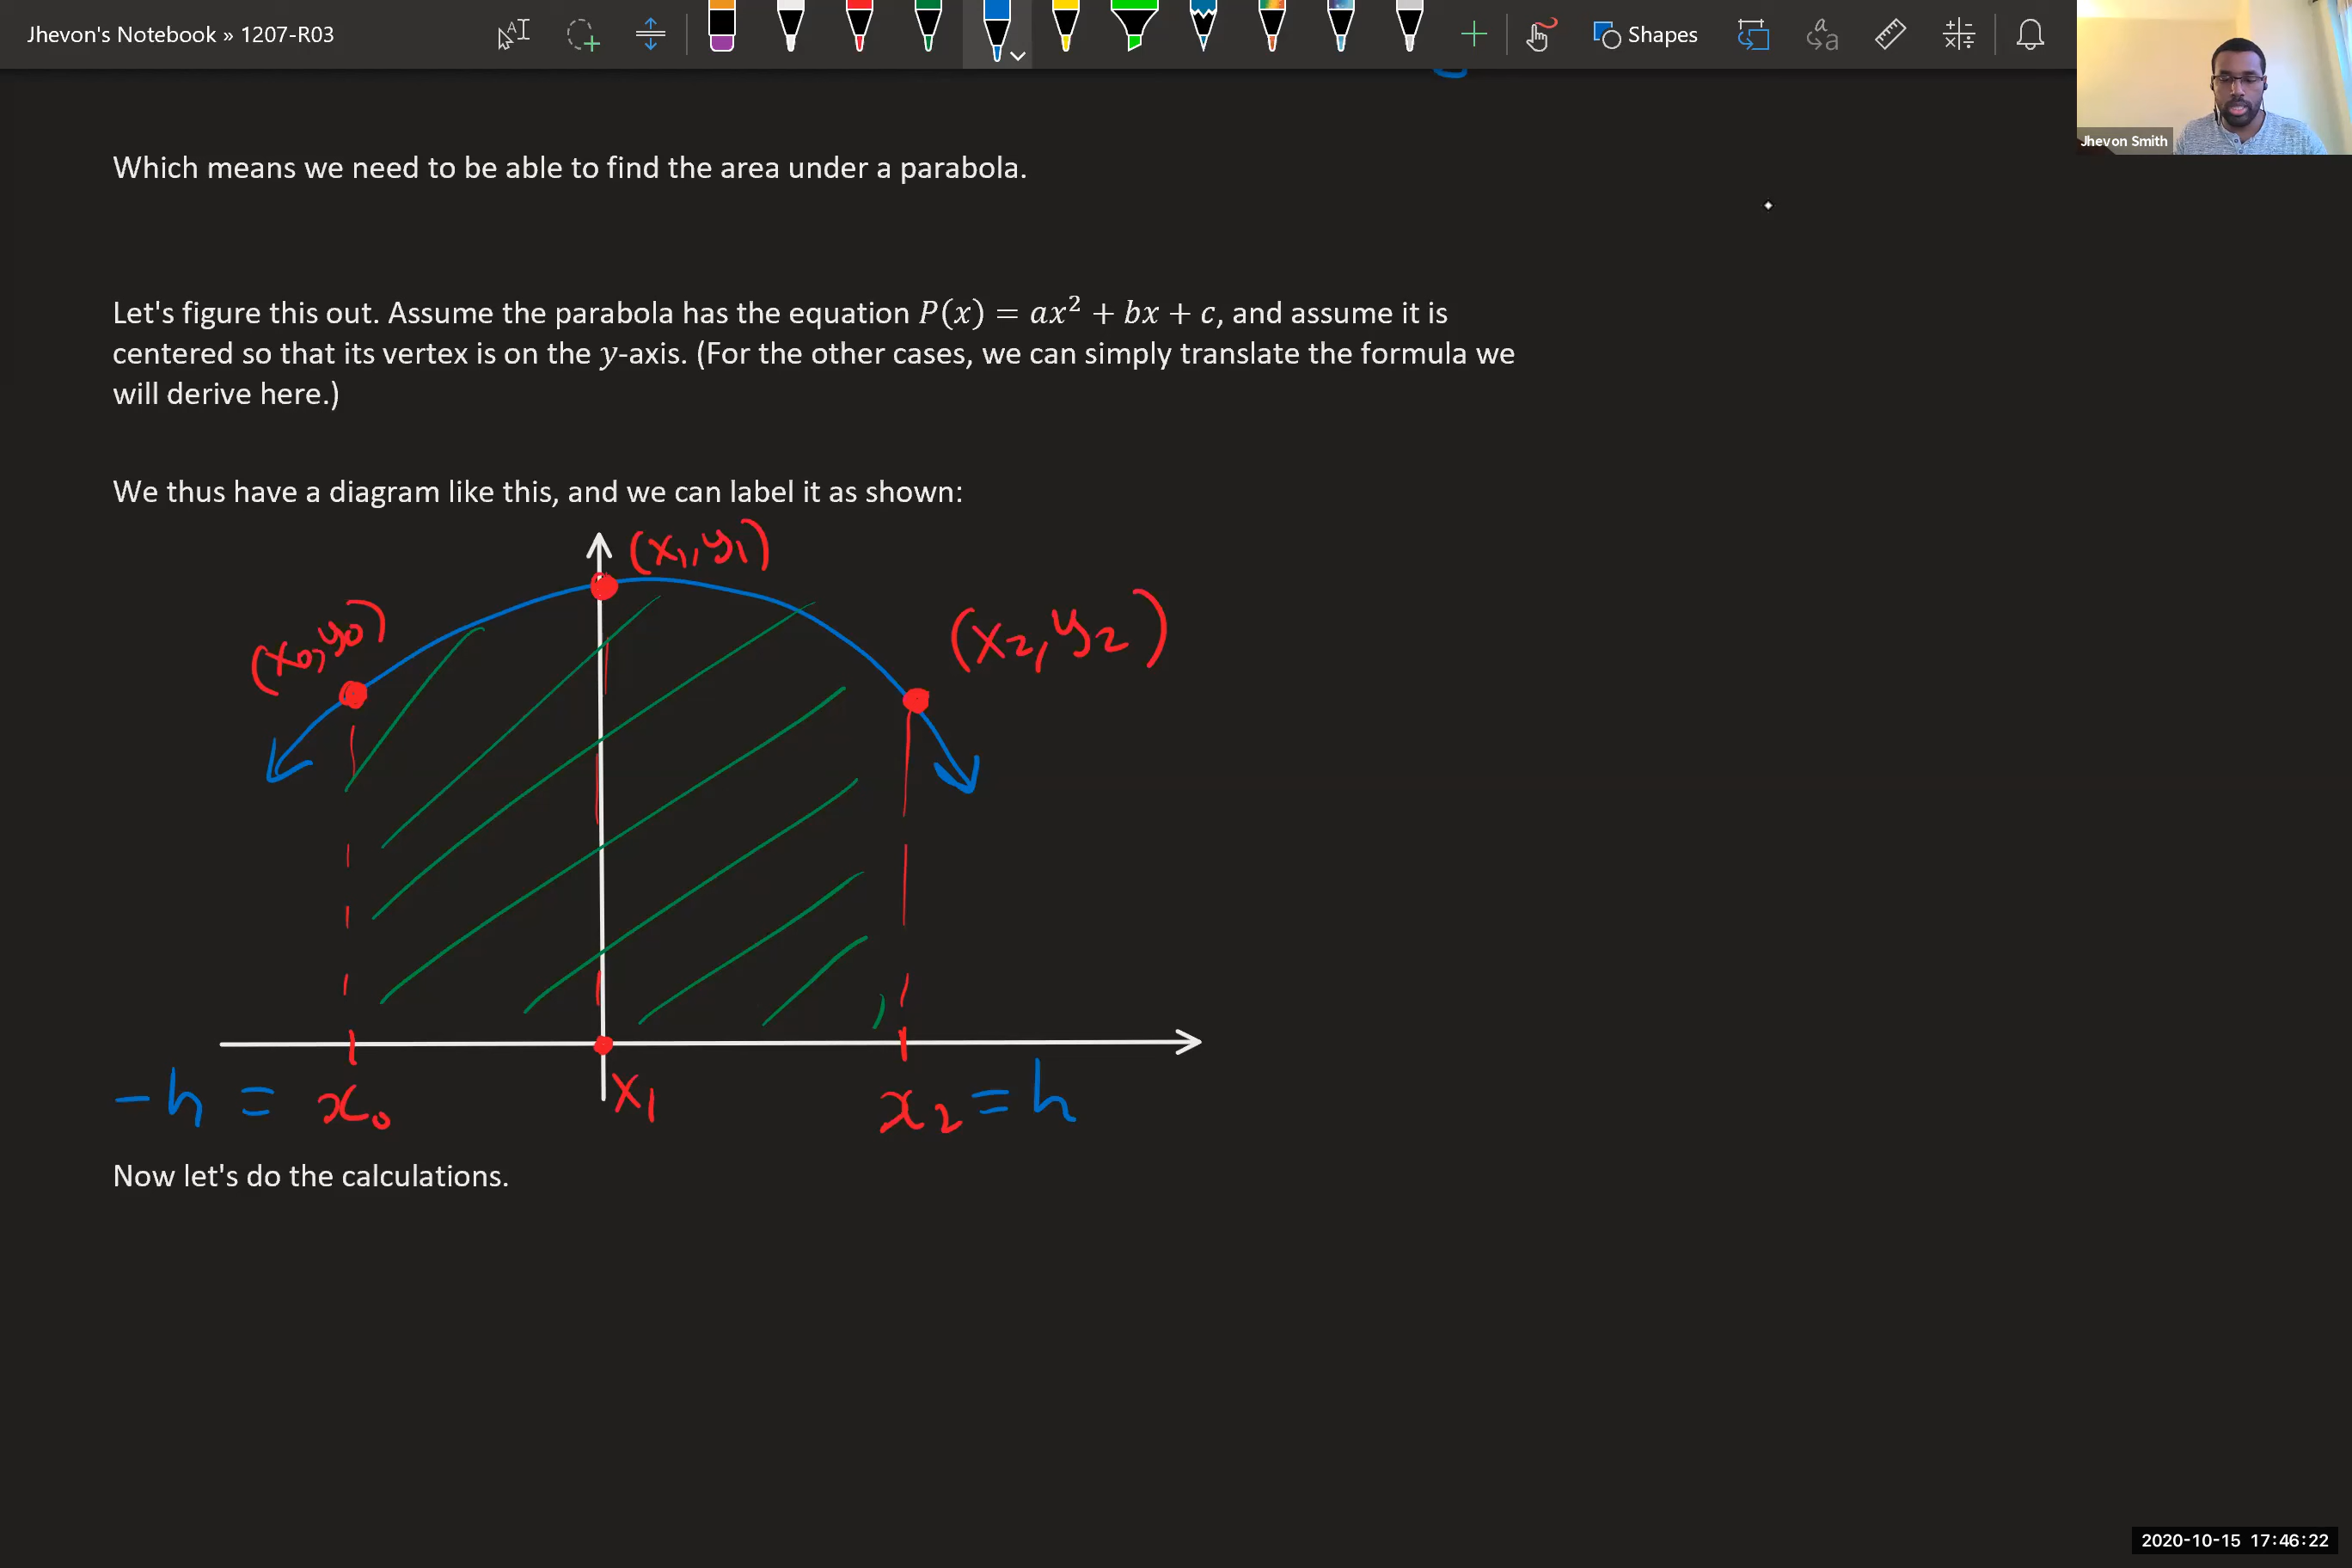 Jhevon's Notebook » 1207-R03
Shapes
Jhevon Smith
Which means we need to be able to find the area under a parabola.
Let's figure this out. Assume the parabola has the equation P(x) = ax² + bx + c, and assume it is
centered so that its vertex is on the y-axis. (For the other cases, we can simply translate the formula we
will derive here.)
We thus have a diagram like this, and we can label it as shown:
(x₁, y₁)
(x₀, y₀)
(x₂, y₂)
-h = x₀
x₁
x₂ = h
Now let's do the calculations.
2020-10-15 17:46:22